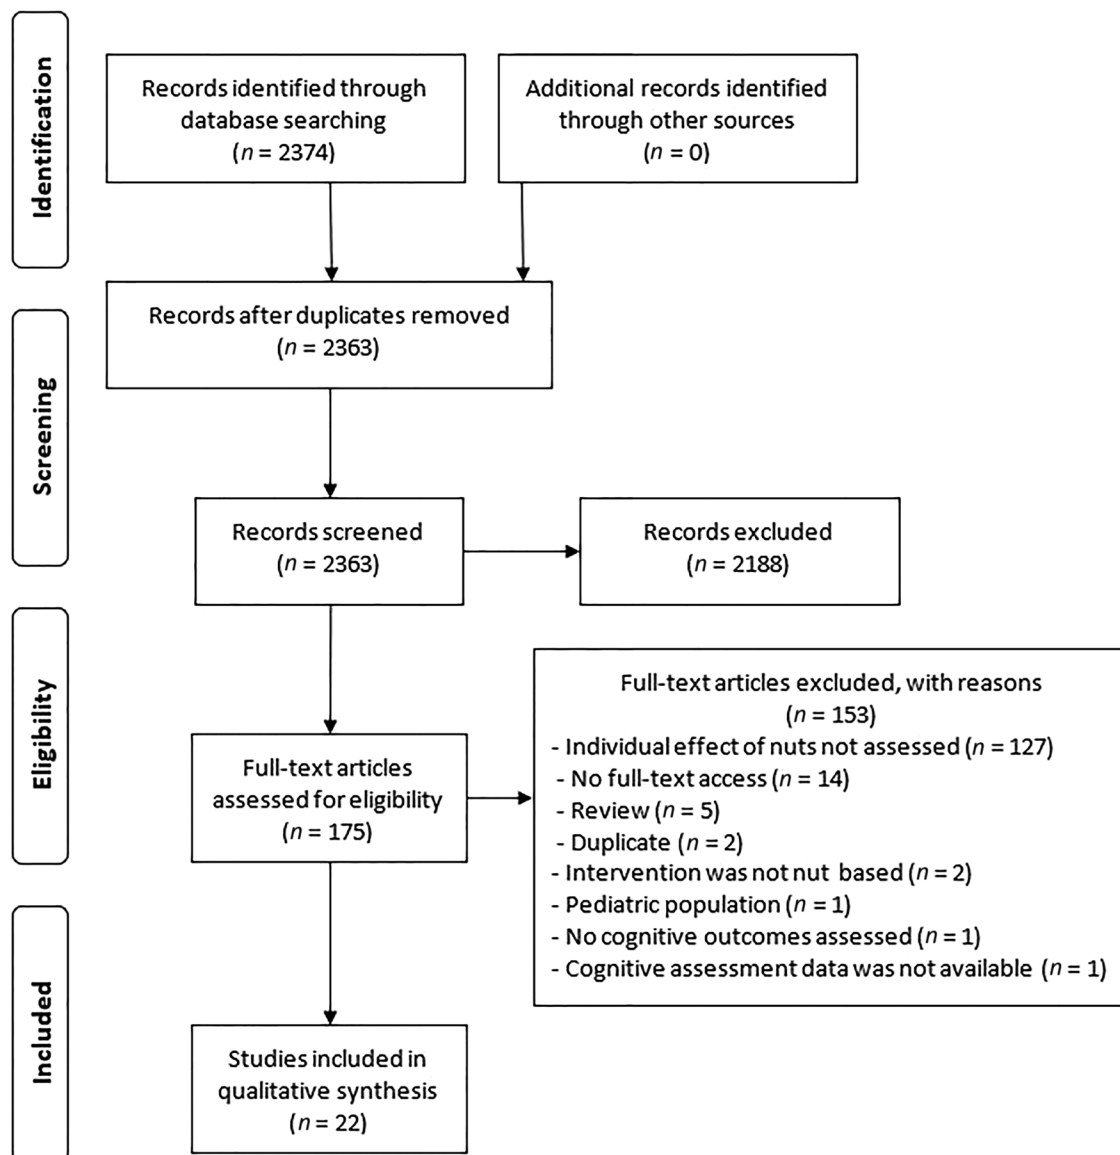 Identification
Records identified through
database searching
(n = 2374)
Additional records identified
through other sources
(n = 0)
Records after duplicates removed
(n = 2363)
Screening
Records screened
(n = 2363)
Records excluded
(n = 2188)
Eligibility
Full-text articles
assessed for eligibility
(n = 175)
Full-text articles excluded, with reasons
(n = 153)
- Individual effect of nuts not assessed (n = 127)
- No full-text access (n = 14)
- Review (n = 5)
- Duplicate (n = 2)
- Intervention was not nut based (n = 2)
- Pediatric population (n = 1)
- No cognitive outcomes assessed (n = 1)
- Cognitive assessment data was not available (n = 1)
Included
Studies included in
qualitative synthesis
(n = 22)